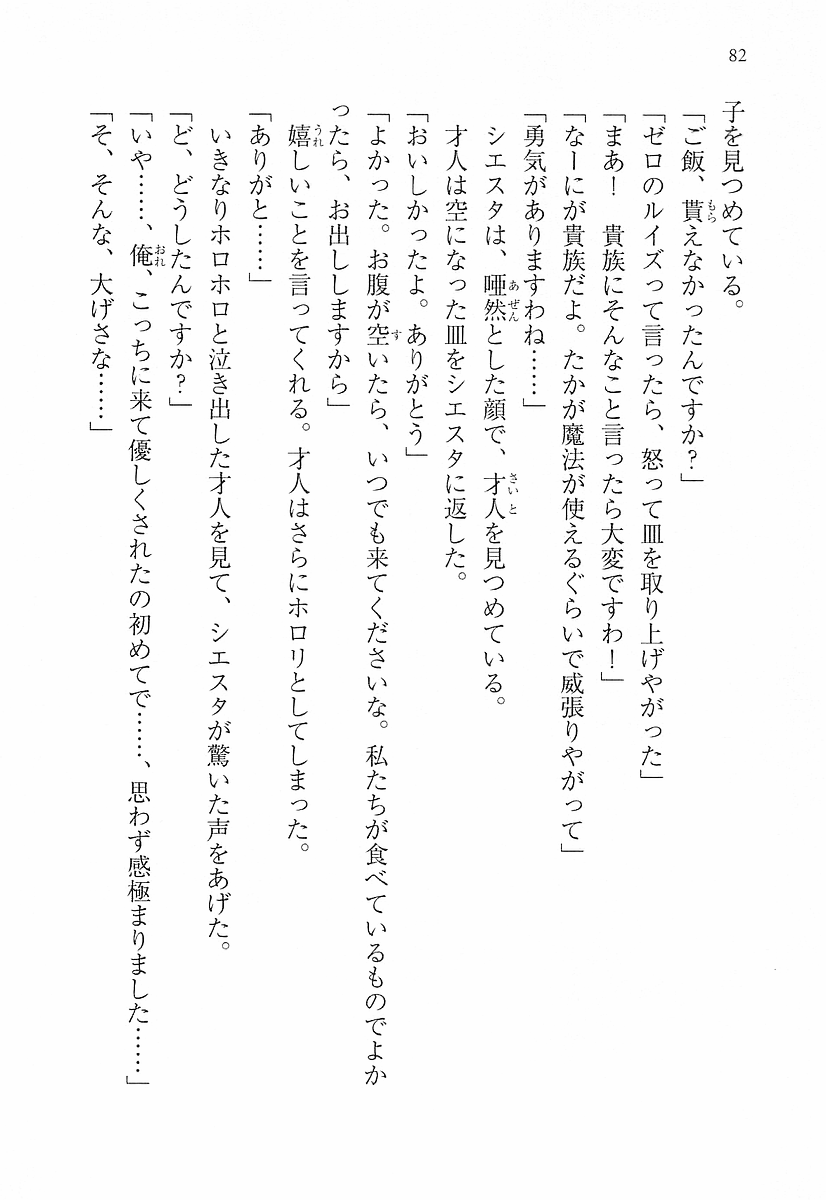 82
子を見つめている。
「ご飯、貰えなかったんですか？」
「ゼロのルイズって言ったら、怒って皿を取り上げやがった」
「まあ！　貴族にそんなこと言ったら大変ですわ！」
「なーにが貴族だよ。たかが魔法が使えるぐらいで威張りやがって」
「勇気がありますわね……」
　シエスタは、唖然とした顔で、才人を見つめている。
　才人は空になった皿をシエスタに返した。
「おいしかったよ。ありがとう」
「よかった。お腹が空いたら、いつでも来てくださいな。私たちが食べているものでよか
ったら、お出ししますから」
　嬉しいことを言ってくれる。才人はさらにホロリとしてしまった。
「ありがと……」
　いきなりホロホロと泣き出した才人を見て、シエスタが驚いた声をあげた。
「ど、どうしたんですか？」
「いや……、俺、こっちに来て優しくされたの初めてで……、思わず感極まりました……」
「そ、そんな、大げさな……」